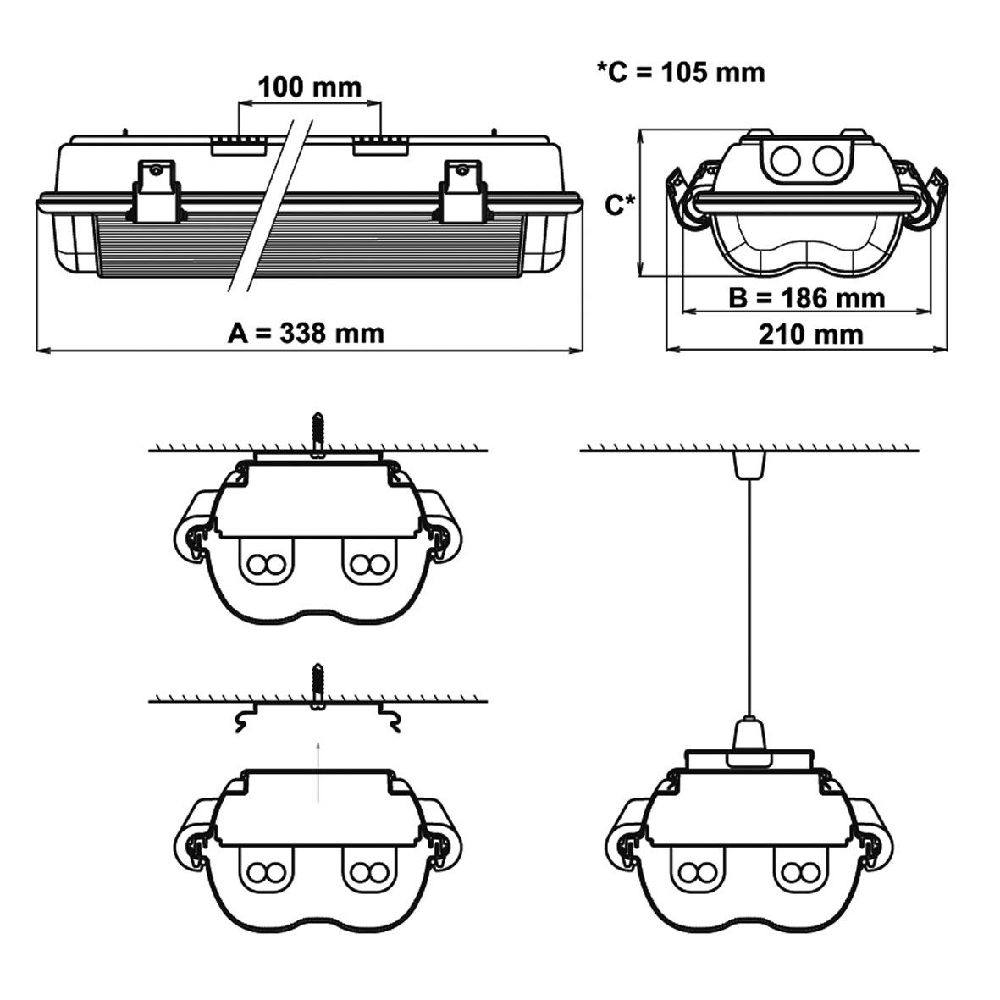 100 mm
*C = 105 mm
C*
B = 186 mm
A = 338 mm
210 mm